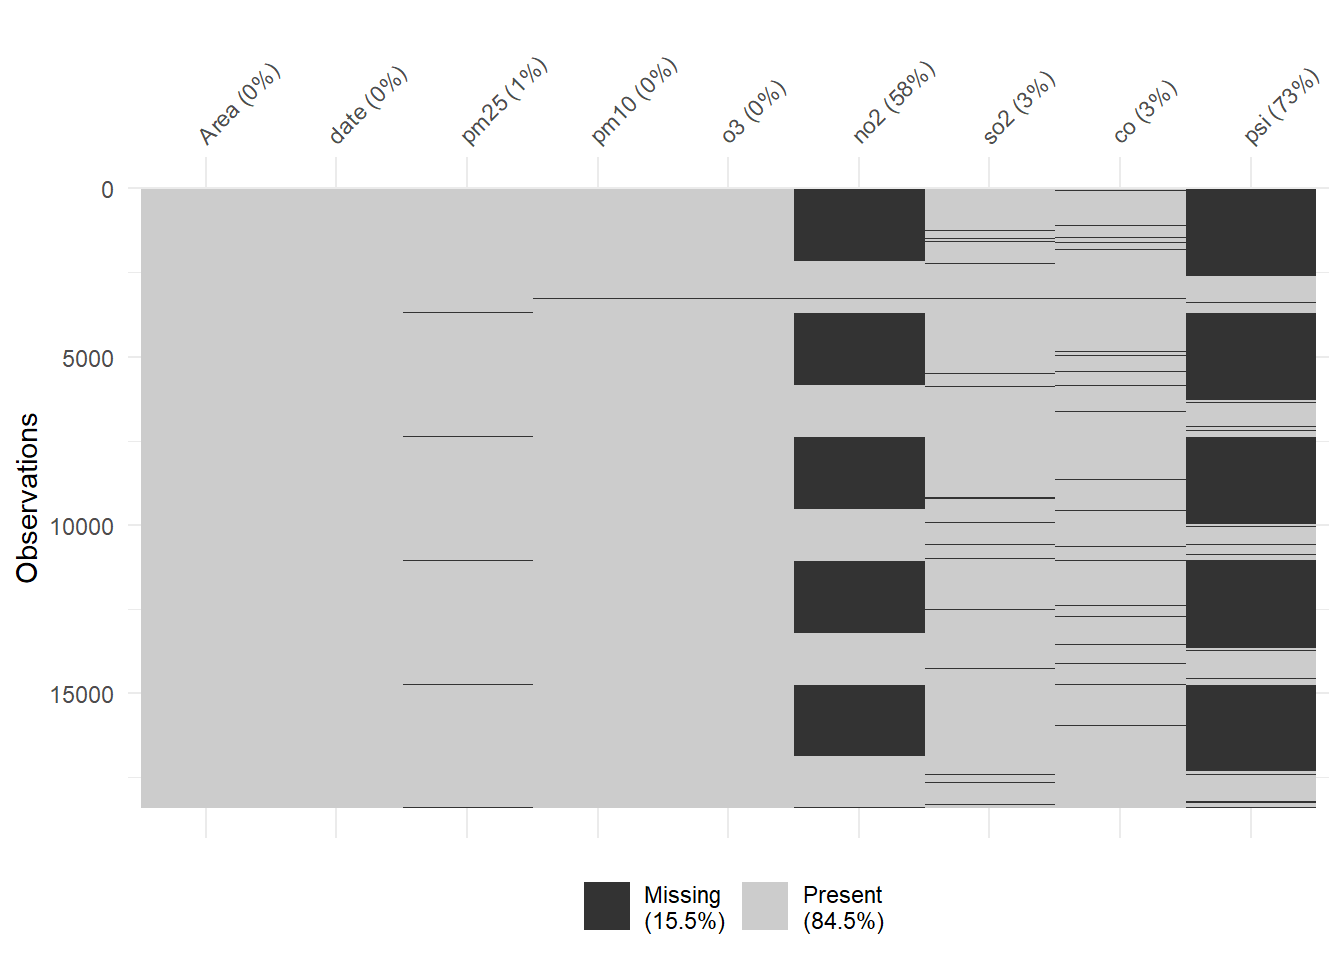 Area (0%)
date (0%)
pm25 (1%)
pm10 (0%)
o3 (0%)
no2 (58%)
so2 (3%)
co (3%)
psi (73%)
0
5000
10000
15000
Observations
Missing
(15.5%)
Present
(84.5%)